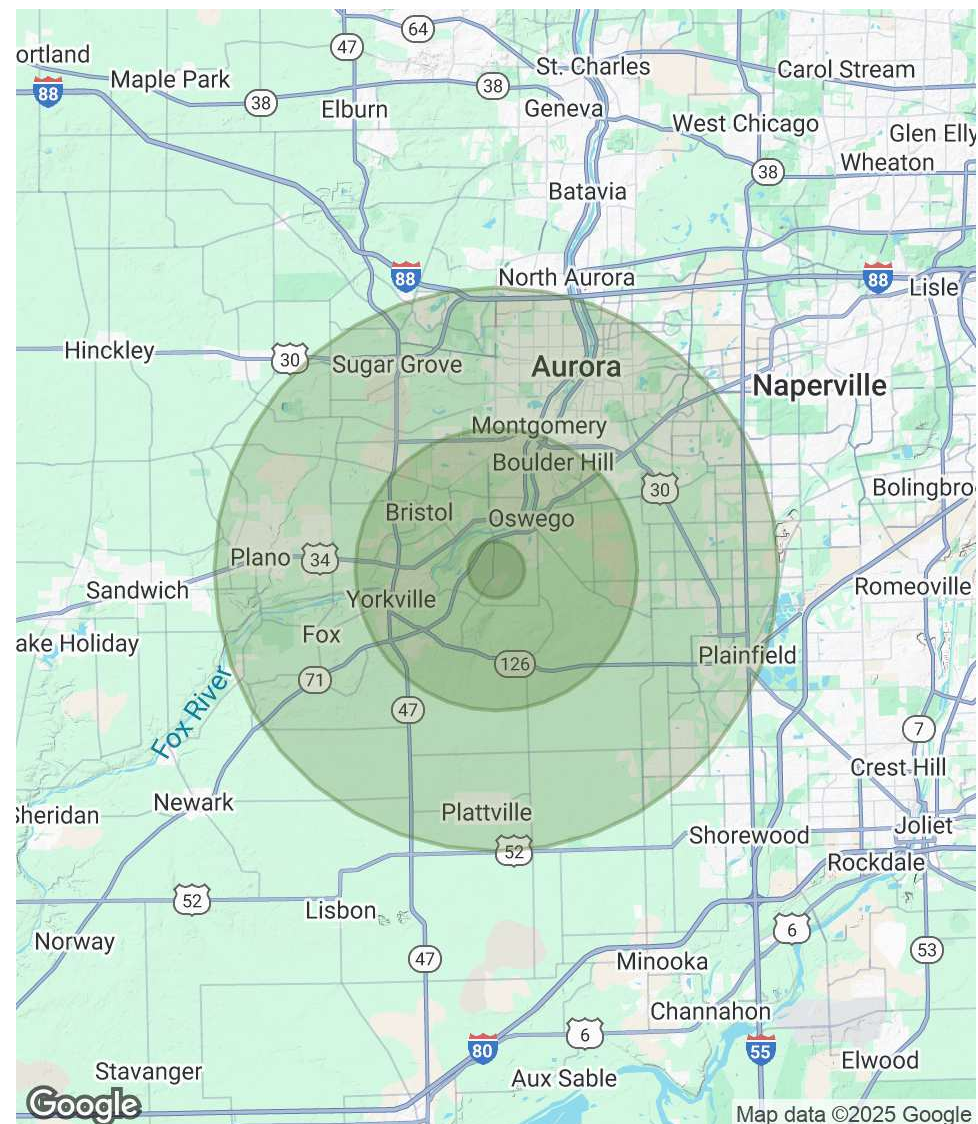 64
47
ortland
St. Charles
Carol Stream
Maple Park
88
38
38
Elburn
Geneva
West Chicago
Glen Elly
Wheaton
38
Batavia
88
North Aurora
88
Lisle
Hinckley
30
Sugar Grove
Aurora
Naperville
Montgomery
Boulder Hill
30
Bolingbro
Bristol
Oswego
Plano
34
Sandwich
Yorkville
Romeoville
ake Holiday
Fox
126
Plainfield
71
Fox River
47
7
Crest Hill
Newark
Sheridan
Plattville
Shorewood
Joliet
52
Rockdale
52
Lisbon
6
Norway
47
53
Minooka
Channahon
6
80
55
Stavanger
Aux Sable
Elwood
Google
Map data ©2025 Google